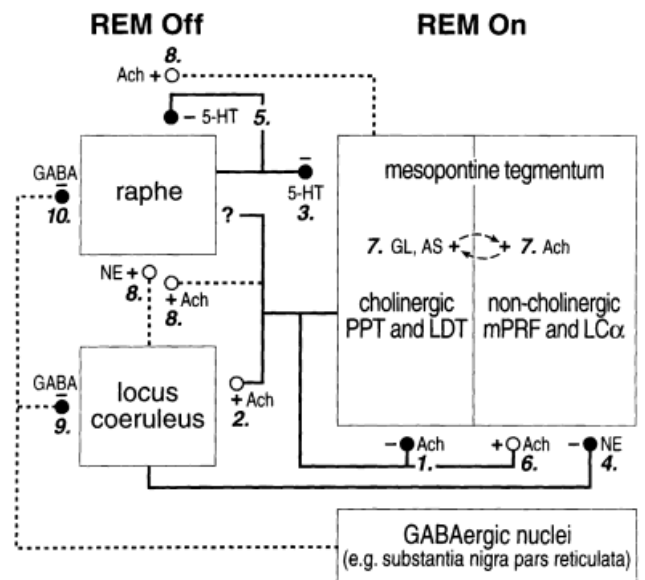 REM Off
REM On
8.
Ach +
– 5-HT 5.
GABA
–
10.
raphe
–
5-HT
3.
?
mesopontine tegmentum
7. GL, AS +
+ 7. Ach
cholinergic
PPT and LDT
non-cholinergic
mPRF and LCα
NE +
8.
+ Ach
8.
GABA
–
9.
locus
coeruleus
+ Ach
2.
– Ach
1.
+ Ach
6.
– NE
4.
GABAergic nuclei
(e.g. substantia nigra pars reticulata)